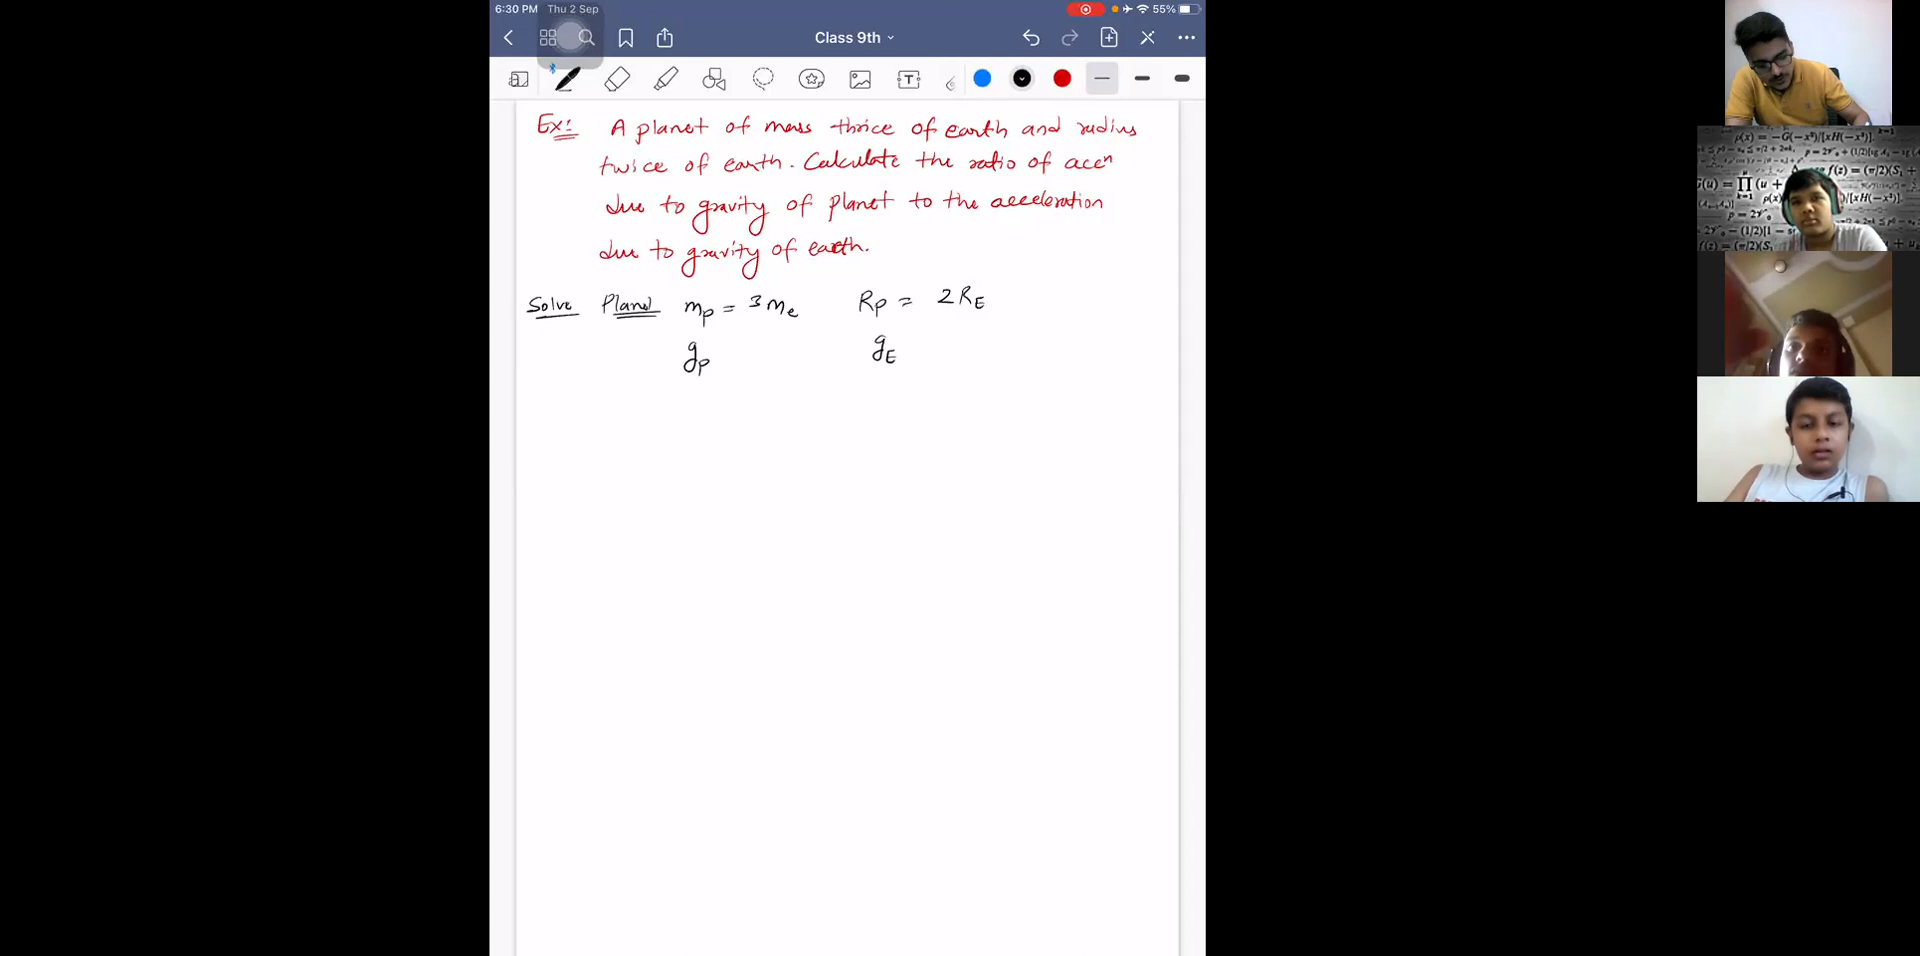 6:30 PM Thu 2 Sep
55%
Class 9th
T
Ex:
A planet of mass thrice of earth and radius
twice of earth. Calculate the ratio of accn
due to gravity of planet to the acceleration
due to gravity of earth.
Solve Planet mp = 3me Rp = 2RE
gp gE